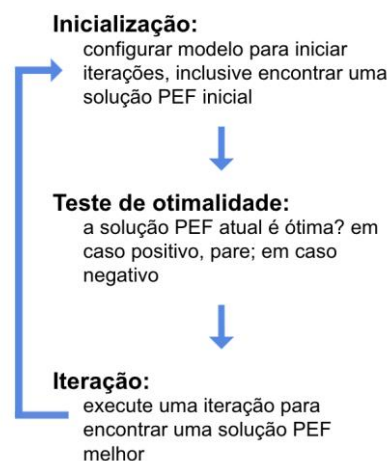 Inicialização:
configurar modelo para iniciar
iterações, inclusive encontrar uma
solução PEF inicial
Teste de otimalidade:
a solução PEF atual é ótima? em
caso positivo, pare; em caso
negativo
Iteração:
execute uma iteração para
encontrar uma solução PEF
melhor